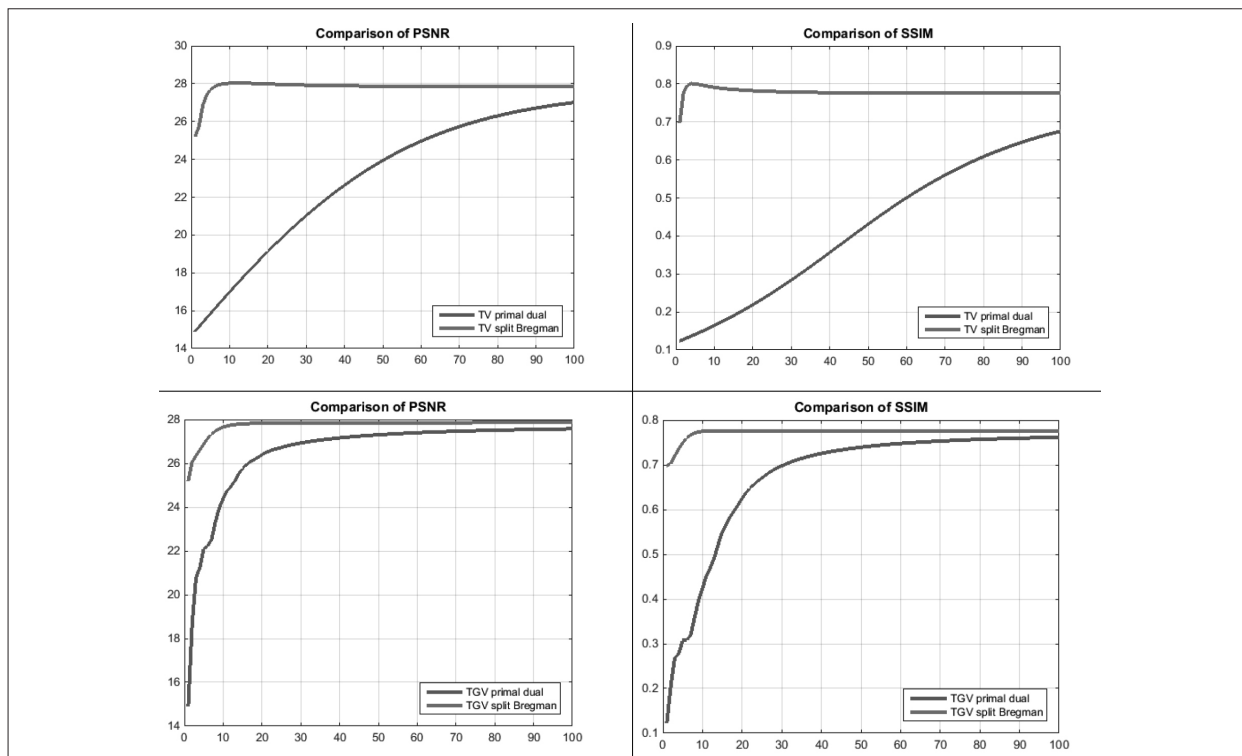 Comparison of PSNR
30
28
26
24
22
20
18
16
14
0 10 20 30 40 50 60 70 80 90 100
TV primal dual
TV split Bregman
Comparison of SSIM
0.9
0.8
0.7
0.6
0.5
0.4
0.3
0.2
0.1
0 10 20 30 40 50 60 70 80 90 100
TV primal dual
TV split Bregman
Comparison of PSNR
28
26
24
22
20
18
16
14
0 10 20 30 40 50 60 70 80 90 100
TGV primal dual
TGV split Bregman
Comparison of SSIM
0.8
0.7
0.6
0.5
0.4
0.3
0.2
0.1
0 10 20 30 40 50 60 70 80 90 100
TGV primal dual
TGV split Bregman